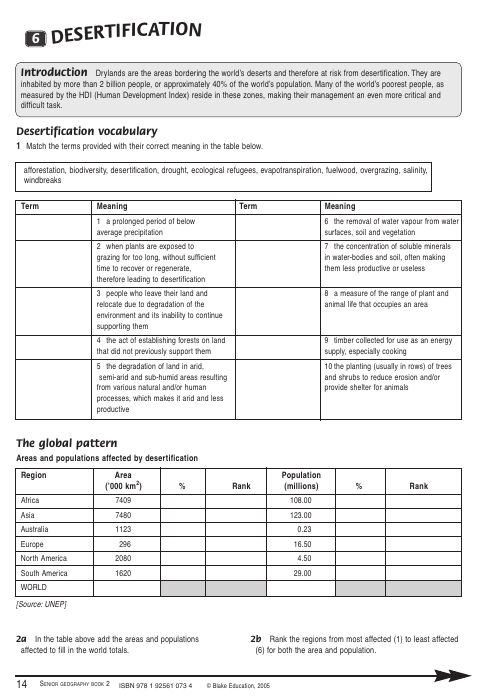 6 DESERTIFICATION
Introduction Drylands are the areas bordering the world's deserts and therefore at risk from desertification. They are
inhabited by more than 2 billion people, or approximately 40% of the world's population. Many of the world's poorest people, as
measured by the HDI (Human Development Index) reside in these zones, making their management an even more critical and
difficult task.
Desertification vocabulary
1 Match the terms provided with their correct meaning in the table below.
afforestation, biodiversity, desertification, drought, ecological refugees, evapotranspiration, fuelwood, overgrazing, salinity,
windbreaks
Term Meaning Term Meaning
1 a prolonged period of below
average precipitation
6 the removal of water vapour from water
surfaces, soil and vegetation
2 when plants are exposed to
grazing for too long, without sufficient
time to recover or regenerate,
therefore leading to desertification
7 the concentration of soluble minerals
in water-bodies and soil, often making
them less productive or useless
3 people who leave their land and
relocate due to degradation of the
environment and its inability to continue
supporting them
8 a measure of the range of plant and
animal life that occupies an area
4 the act of establishing forests on land
that did not previously support them
9 timber collected for use as an energy
supply, especially cooking
5 the degradation of land in arid,
semi-arid and sub-humid areas resulting
from various natural and/or human
processes, which makes it arid and less
productive
10 the planting (usually in rows) of trees
and shrubs to reduce erosion and/or
provide shelter for animals
The global pattern
Areas and populations affected by desertification
Region Area Population
('000 km²) % Rank (millions) % Rank
Africa 7409 108.00
Asia 7480 123.00
Australia 1123 0.23
Europe 296 16.50
North America 2080 4.50
South America 1620 29.00
WORLD
[Source: UNEP]
2a In the table above add the areas and populations
affected to fill in the world totals.
2b Rank the regions from most affected (1) to least affected
(6) for both the area and population.
14 SENIOR GEOGRAPHY BOOK 2 ISBN 978 1 92561 073 4 © Blake Education, 2005